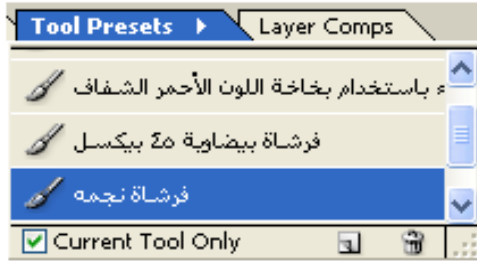 Tool Presets Layer Comps
ء باستخدام بخاخة اللون الأحمر الشفاف
فرشاة بيضاوية ٤٥ بيكسل
فرشاة نجمه
Current Tool Only